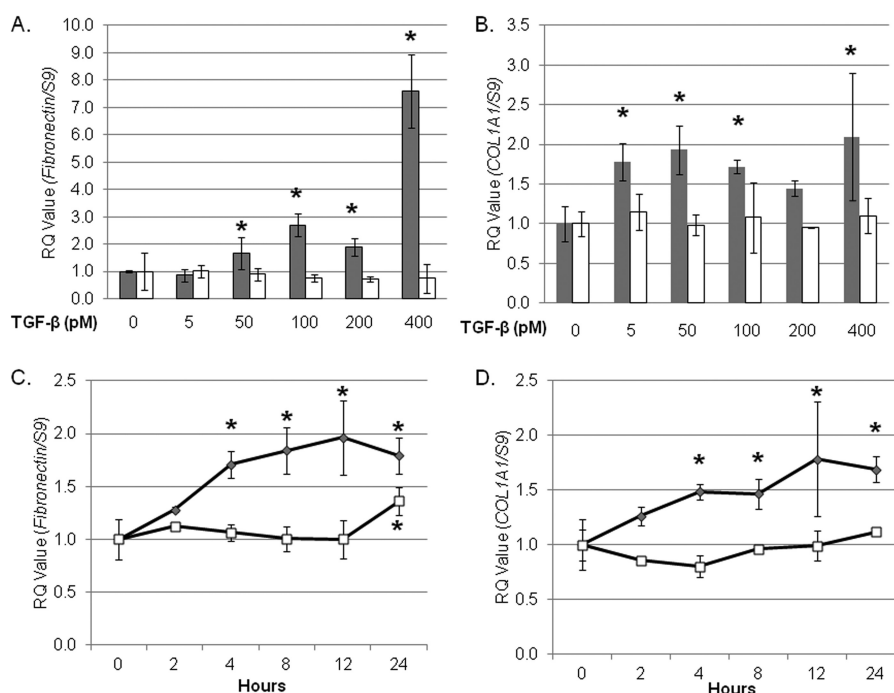 A.
RQ Value (Fibronectin/S9)
10.0
9.0
8.0
7.0
6.0
5.0
4.0
3.0
2.0
1.0
0.0
* * * *
TGF-β (pM) 0 5 50 100 200 400
B.
RQ Value (COL1A1/S9)
3.5
3.0
2.5
2.0
1.5
1.0
0.5
0.0
* * * *
TGF-β (pM) 0 5 50 100 200 400
C.
RQ Value (Fibronectin/S9)
2.5
2.0
1.5
1.0
0.5
0.0
* * * *
*
0 2 4 8 12 24
Hours
D.
RQ Value (COL1A1/S9)
2.5
2.0
1.5
1.0
0.5
0.0
* * * *
0 2 4 8 12 24
Hours